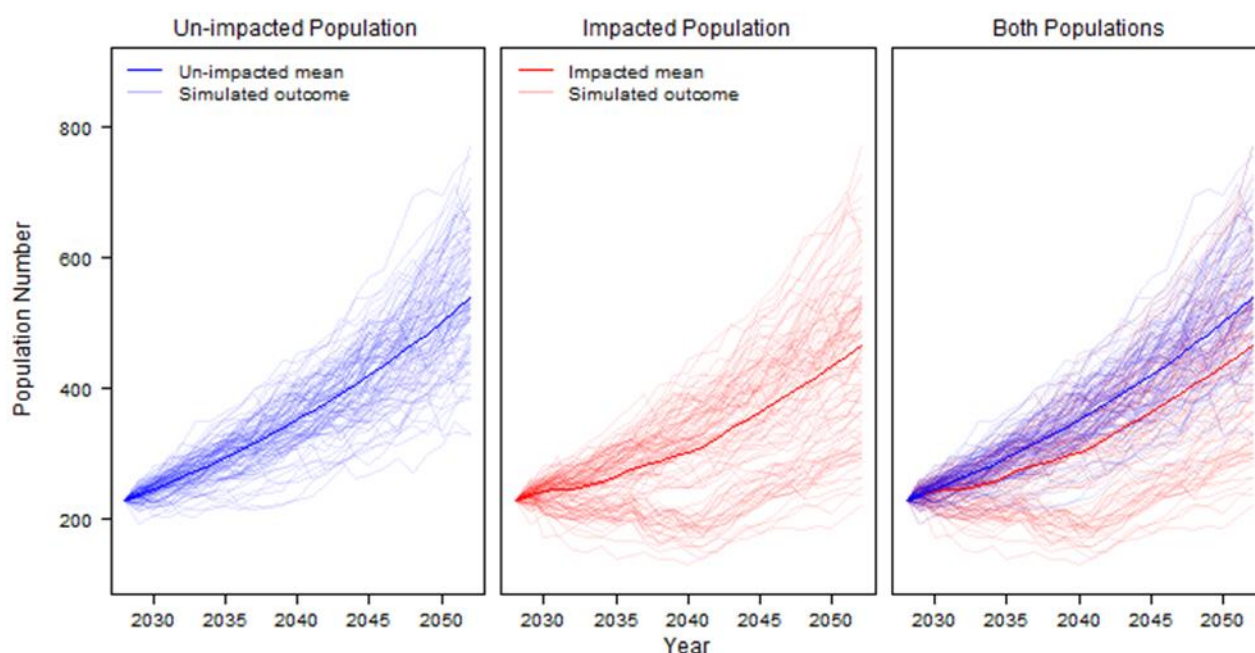 Un-impacted Population
Impacted Population
Both Populations
Un-impacted mean
Simulated outcome
Impacted mean
Simulated outcome
Population Number
800
600
400
200
2030 2035 2040 2045 2050
2030 2035 2040 2045 2050
2030 2035 2040 2045 2050
Year